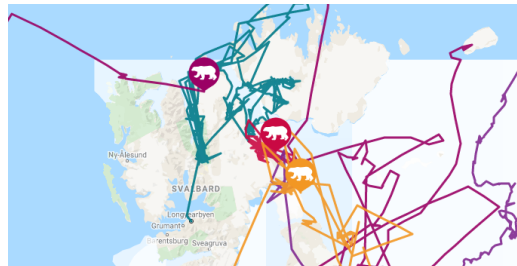 Ny-Ålesund
SVALBARD
Longyearbyen
Grumant
Barentsburg
Sveagruva